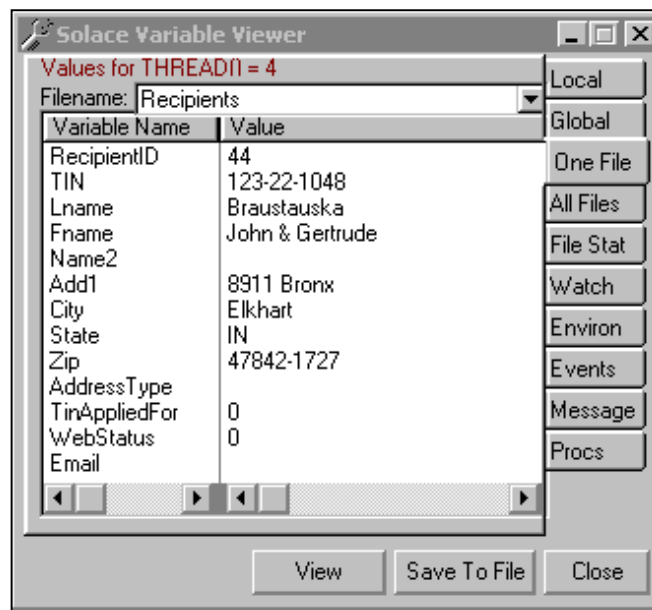 Solace Variable Viewer
Values for THREAD() = 4
Filename: Recipients
Variable Name Value
RecipientID 44
TIN 123-22-1048
Lname Braustauska
Fname John & Gertrude
Name2
Add1 8911 Bronx
City Elkhart
State IN
Zip 47842-1727
AddressType
TinAppliedFor 0
WebStatus 0
Email
Local
Global
One File
All Files
File Stat
Watch
Environ
Events
Message
Procs
View Save To File Close